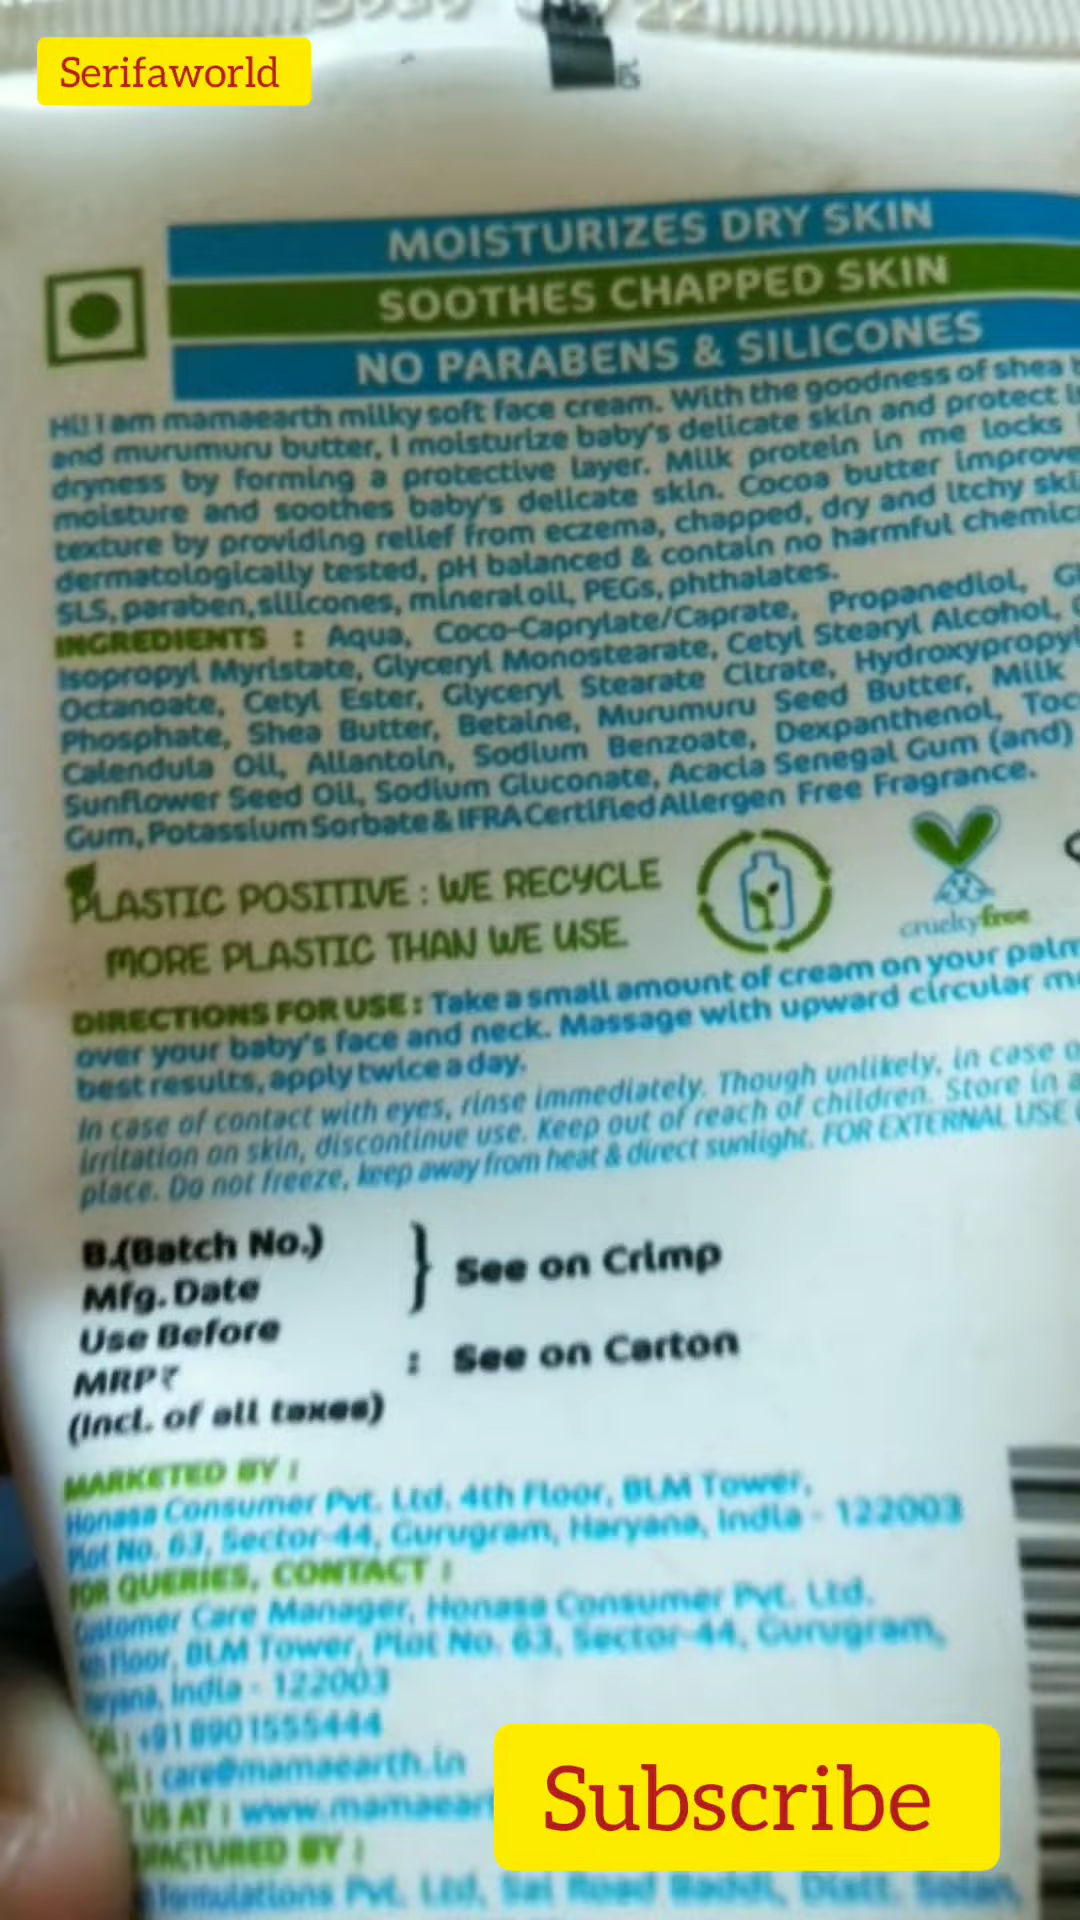 Serifaworld
MOISTURIZES DRY SKIN
SOOTHES CHAPPED SKIN
NO PARABENS & SILICONES
Hi! I am mamaearth milky soft face cream. With the goodness of shea
and murumuru butter, I moisturize baby's delicate skin and protect
dryness by forming a protective layer. Milk protein in me locks
moisture and soothes baby's delicate skin. Cocoa butter improve
texture by providing relief from eczema, chapped, dry and itchy
dermatologically tested, pH balanced & contain no harmful
SLS, paraben, silicones, mineral oil, PEGs, phthalates.
INGREDIENTS : Aqua, Coco-Caprylate/Caprate, Propanediol,
Isopropyl Myristate, Glyceryl Monostearate, Cetyl Stearyl Alcohol,
Octanoate, Cetyl Ester, Glyceryl Stearate Citrate, Hydroxypropyl
Phosphate, Shea Butter, Betaine, Murumuru Seed Butter, Milk
Calendula Oil, Allantoin, Sodium Benzoate, Dexpanthenol,
Sunflower Seed Oil, Sodium Gluconate, Acacia Senegal Gum (and)
Gum, Potassium Sorbate & IFRA Certified Allergen Free Fragrance.
PLASTIC POSITIVE : WE RECYCLE
MORE PLASTIC THAN WE USE.
crueltyfree
DIRECTIONS FOR USE : Take a small amount of cream on your palm
over your baby's face and neck. Massage with upward circular
best results, apply twice a day.
In case of contact with eyes, rinse immediately. Though unlikely, in case
irritation on skin, discontinue use. Keep out of reach of children. Store in
place. Do not freeze, keep away from heat & direct sunlight. FOR EXTERNAL USE
B.(Batch No.)
Mfg. Date } See on Crimp
Use Before
MRP₹ : See on Carton
(Incl. of all taxes)
MARKETED BY :
Honasa Consumer Pvt. Ltd. 4th Floor, BLM Tower,
Plot No. 63, Sector-44, Gurugram, Haryana, India - 122003
FOR QUERIES, CONTACT :
Customer Care Manager, Honasa Consumer Pvt. Ltd.
Floor, BLM Tower, Plot No. 63, Sector-44, Gurugram,
India - 122003
+91 8901555444
care@mamaearth.in
US AT : www.mamaear
BY :
Formulations Pvt. Ltd, Sai Road Baddi, Distt. Solan,
Subscribe